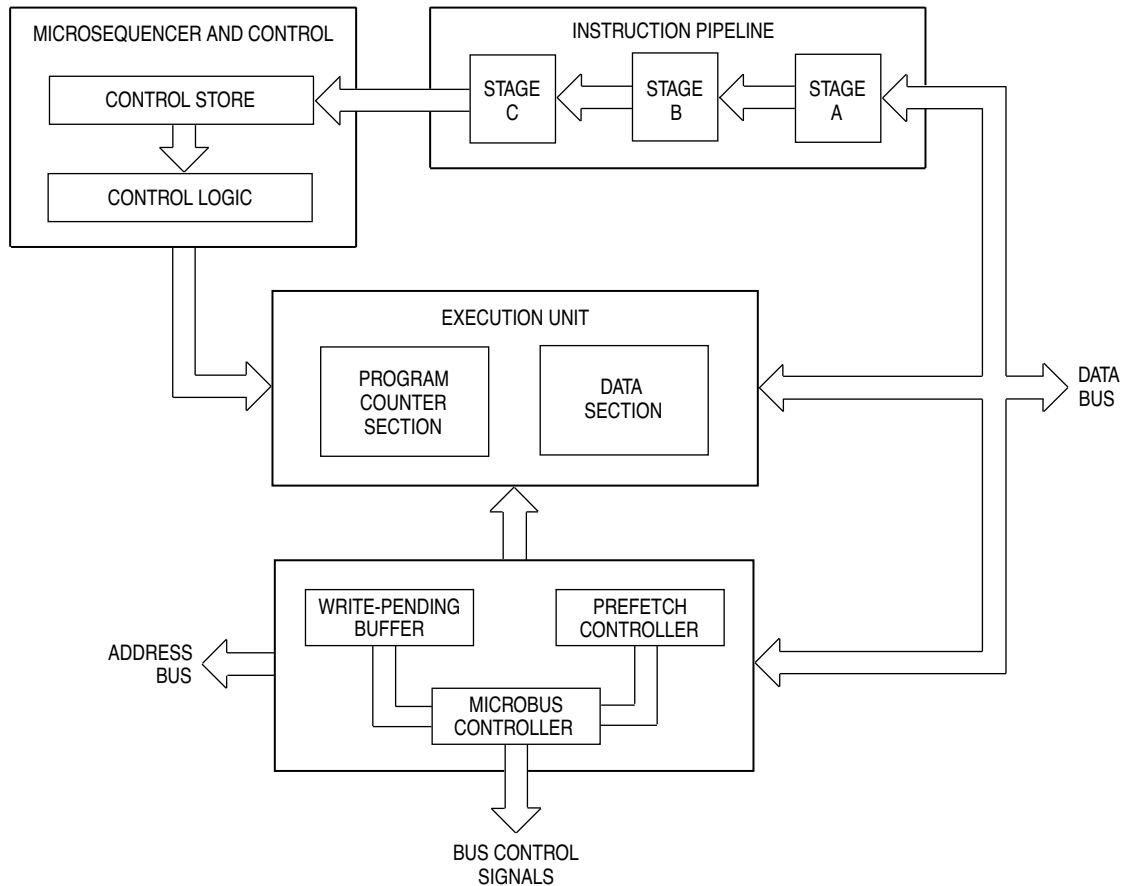 MICROSEQUENCER AND CONTROL
CONTROL STORE
CONTROL LOGIC
INSTRUCTION PIPELINE
STAGE
C
STAGE
B
STAGE
A
EXECUTION UNIT
PROGRAM
COUNTER
SECTION
DATA
SECTION
DATA
BUS
WRITE-PENDING
BUFFER
PREFETCH
CONTROLLER
MICROBUS
CONTROLLER
ADDRESS
BUS
BUS CONTROL
SIGNALS